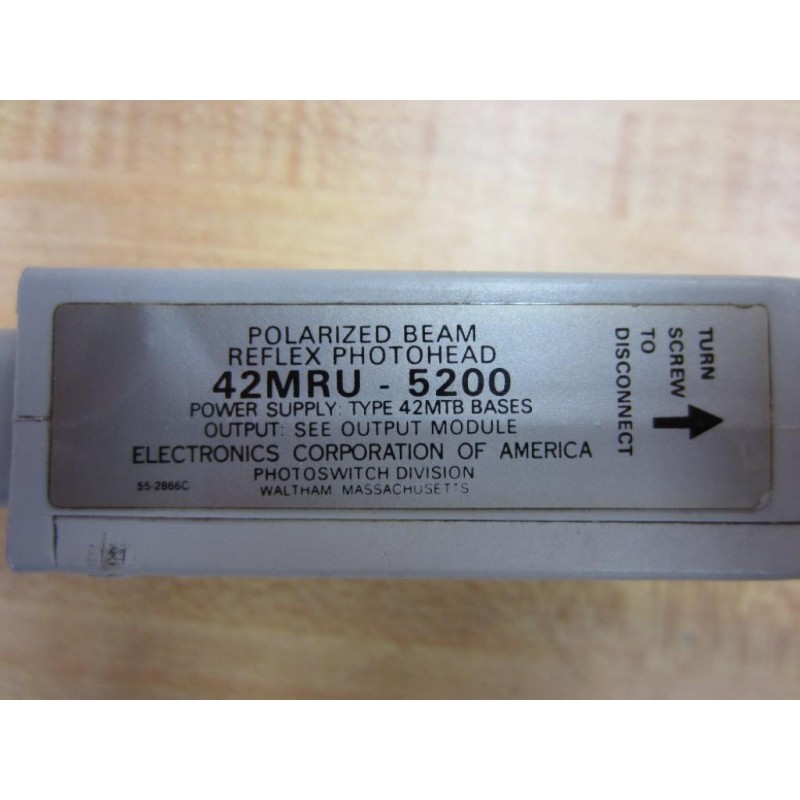 POLARIZED BEAM
REFLEX PHOTOHEAD
42MRU - 5200
POWER SUPPLY: TYPE 42MTB BASES
OUTPUT: SEE OUTPUT MODULE
ELECTRONICS CORPORATION OF AMERICA
PHOTOSWITCH DIVISION
55-2866C
WALTHAM MASSACHUSETTS
TURN
SCREW
TO
DISCONNECT